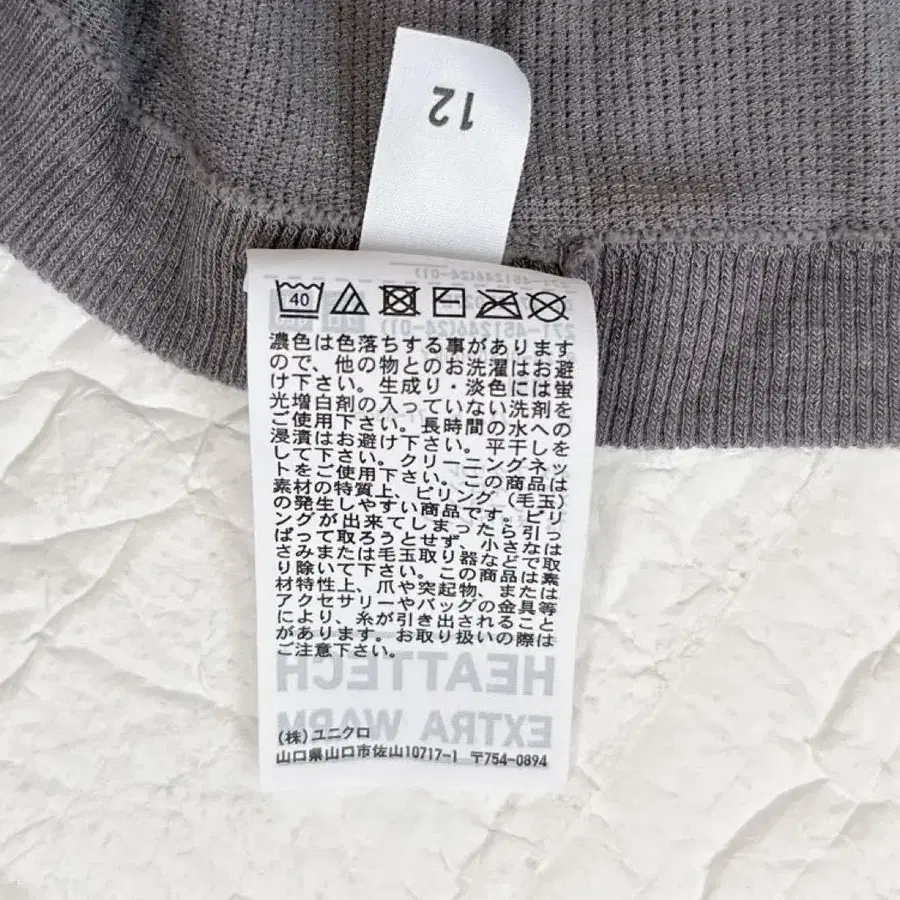 12
40
濃色は色落ちする事があります
ので、他の物とのお洗濯はお避
け下さい。生成り・淡色には蛍
光増白剤の入っていない洗剤を
ご使用下さい。長時間の水への
浸漬はお避け下さい。平干しを
して下さい。クリーニングネッ
トをご使用下さい。この商品は
素材の特質上、ピリング（毛玉）
の発生しやすい商品です。ピリ
ングが出来てしまったら引っ
ぱって取ろうとせず、小さなは
さみまたは毛玉取り器などで取
り除いて下さい。この商品は素
材特性上、爪や突起物、または
アクセサリーやバッグの金具等
により、糸が引き出されること
があります。お取り扱いの際は
ご注意下さい。
HEATTECH
EXTRA WARM
(株)ユニクロ
山口県山口市佐山10717-1 〒754-0894